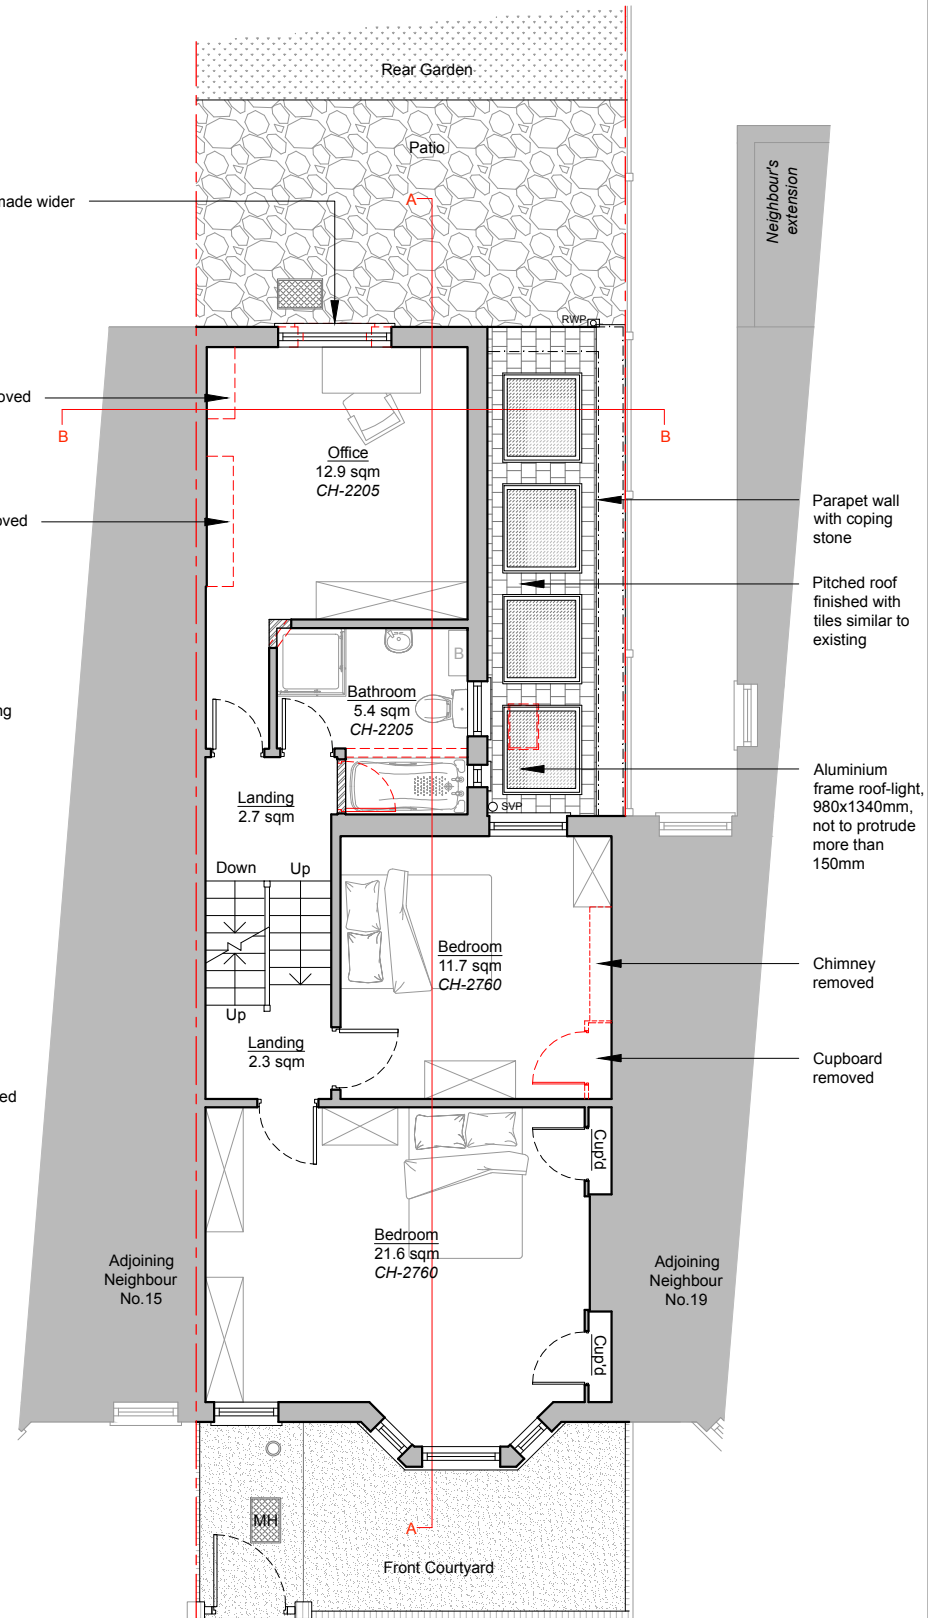 Rear Garden
Patio
Neighbour's
extension
made wider
A
RWP
B
B
Office
12.9 sqm
CH-2205
Parapet wall
with coping
stone
Pitched roof
finished with
tiles similar to
existing
B
Bathroom
5.4 sqm
CH-2205
Landing
2.7 sqm
SVP
Aluminium
frame roof-light,
980x1340mm,
not to protrude
more than
150mm
Down
Up
Bedroom
11.7 sqm
CH-2760
Chimney
removed
Up
Landing
2.3 sqm
Cupboard
removed
Cup'd
Bedroom
21.6 sqm
CH-2760
Adjoining
Neighbour
No.15
Adjoining
Neighbour
No.19
Cup'd
MH
A
Front Courtyard